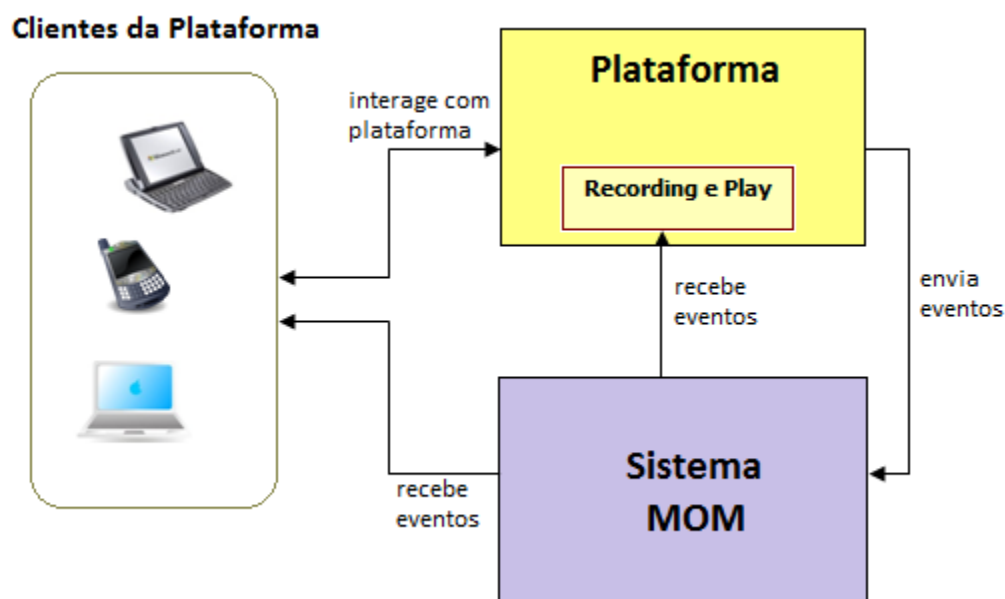 Clientes da Plataforma
Plataforma
interage com
plataforma
Recording e Play
recebe
eventos
envia
eventos
Sistema
MOM
recebe
eventos